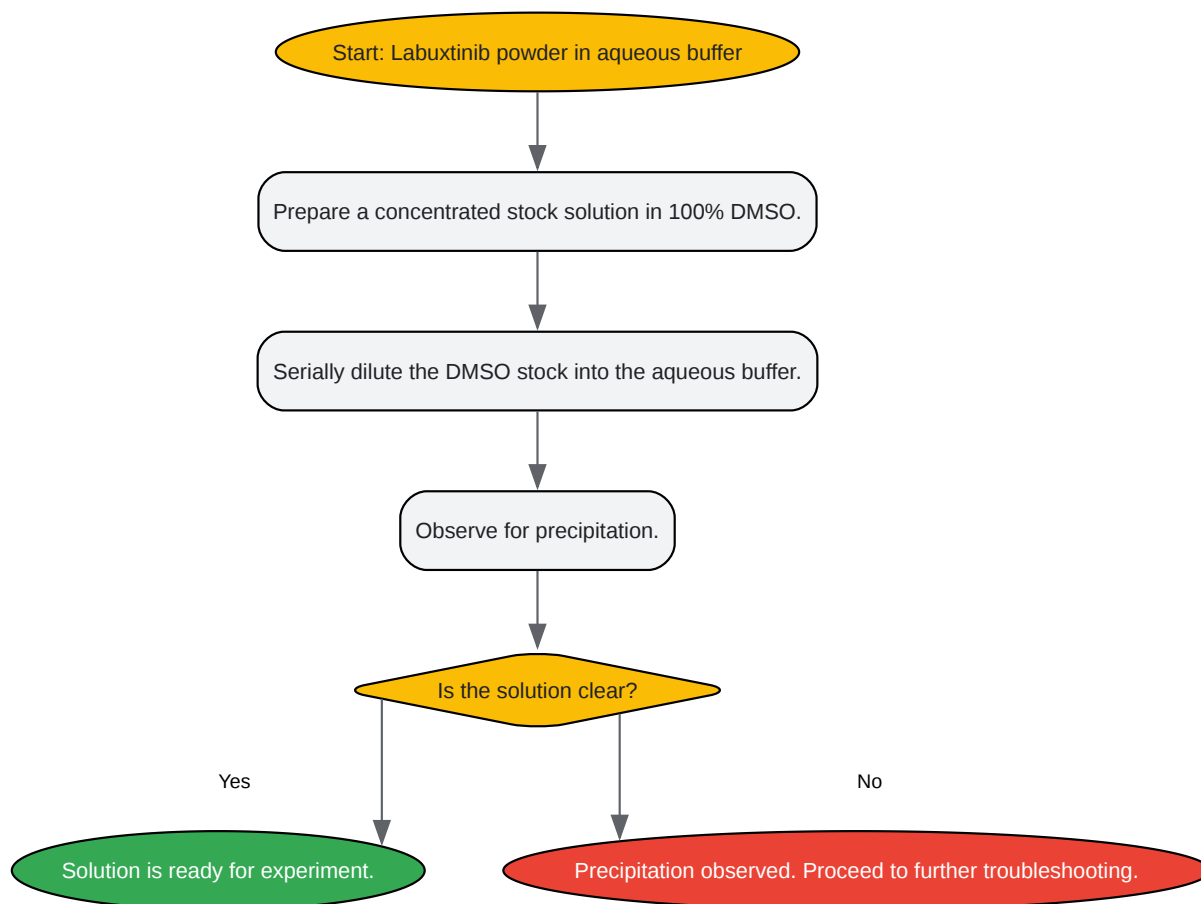 Start: Labuxtinib powder in aqueous buffer
Prepare a concentrated stock solution in 100% DMSO.
Serially dilute the DMSO stock into the aqueous buffer.
Observe for precipitation.
Is the solution clear?
Yes
No
Solution is ready for experiment.
Precipitation observed. Proceed to further troubleshooting.